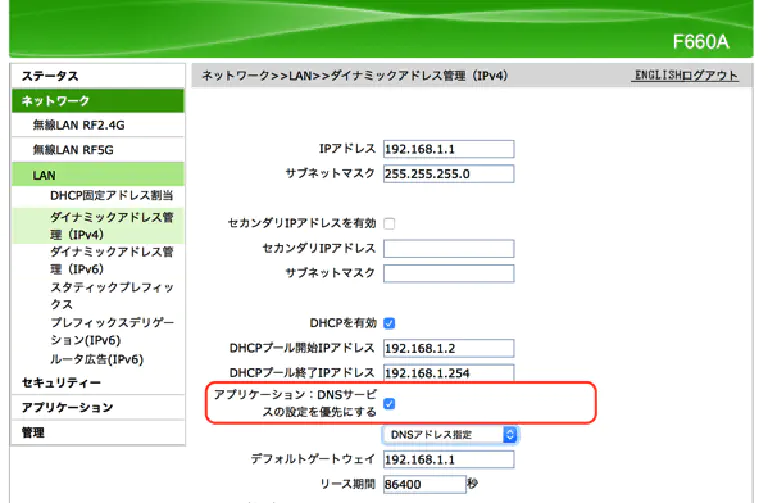 F660A
ステータス
ネットワーク>>LAN>>ダイナミックアドレス管理（IPv4）
ENGLISHログアウト
ネットワーク
無線LAN RF2.4G
無線LAN RF5G
LAN
DHCP固定アドレス割当
ダイナミックアドレス管
理（IPv4）
ダイナミックアドレス管
理（IPv6）
スタティックプレフィッ
クス
プレフィックスデリゲー
ション(IPv6)
ルータ広告(IPv6)
セキュリティー
アプリケーション
管理
IPアドレス 192.168.1.1
サブネットマスク 255.255.255.0
セカンダリIPアドレスを有効
セカンダリIPアドレス
サブネットマスク
DHCPを有効
DHCPプール開始IPアドレス 192.168.1.2
DHCPプール終了IPアドレス 192.168.1.254
アプリケーション：DNSサービ
スの設定を優先にする
DNSアドレス指定
デフォルトゲートウェイ 192.168.1.1
リース期間 86400 秒